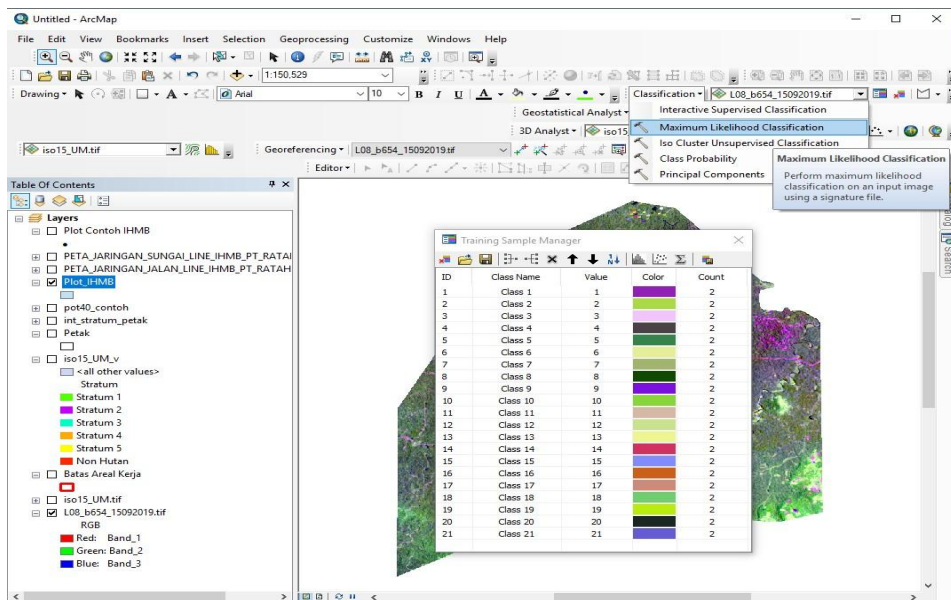 Untitled - ArcMap
File Edit View Bookmarks Insert Selection Geoprocessing Customize Windows Help
1:150.529
Drawing Arial 10 B I U A Classification L08_b654_15092019.tif
Interactive Supervised Classification
Geostatistical Analyst
Maximum Likelihood Classification
3D Analyst iso15
Iso Cluster Unsupervised Classification
iso15_UM.tif Georeferencing L08_b654_15092019.tif
Class Probability
Editor
Principal Components
Maximum Likelihood Classification
Perform maximum likelihood
classification on an input image
using a signature file.
Search
Table Of Contents
Layers
Plot Contoh IHMB
PETA_JARINGAN_SUNGAI_LINE_IHMB_PT_RATAI
PETA_JARINGAN_JALAN_LINE_IHMB_PT_RATAH
Plot_IHMB
pot40_contoh
int_stratum_petak
Petak
iso15_UM_v
<all other values>
Stratum
Stratum 1
Stratum 2
Stratum 3
Stratum 4
Stratum 5
Non Hutan
Batas Areal Kerja
iso15_UM.tif
L08_b654_15092019.tif
RGB
Red: Band_1
Green: Band_2
Blue: Band_3
Training Sample Manager
ID Class Name Value Color Count
1 Class 1 1 2
2 Class 2 2 2
3 Class 3 3 2
4 Class 4 4 2
5 Class 5 5 2
6 Class 6 6 2
7 Class 7 7 2
8 Class 8 8 2
9 Class 9 9 2
10 Class 10 10 2
11 Class 11 11 2
12 Class 12 12 2
13 Class 13 13 2
14 Class 14 14 2
15 Class 15 15 2
16 Class 16 16 2
17 Class 17 17 2
18 Class 18 18 2
19 Class 19 19 2
20 Class 20 20 2
21 Class 21 21 2